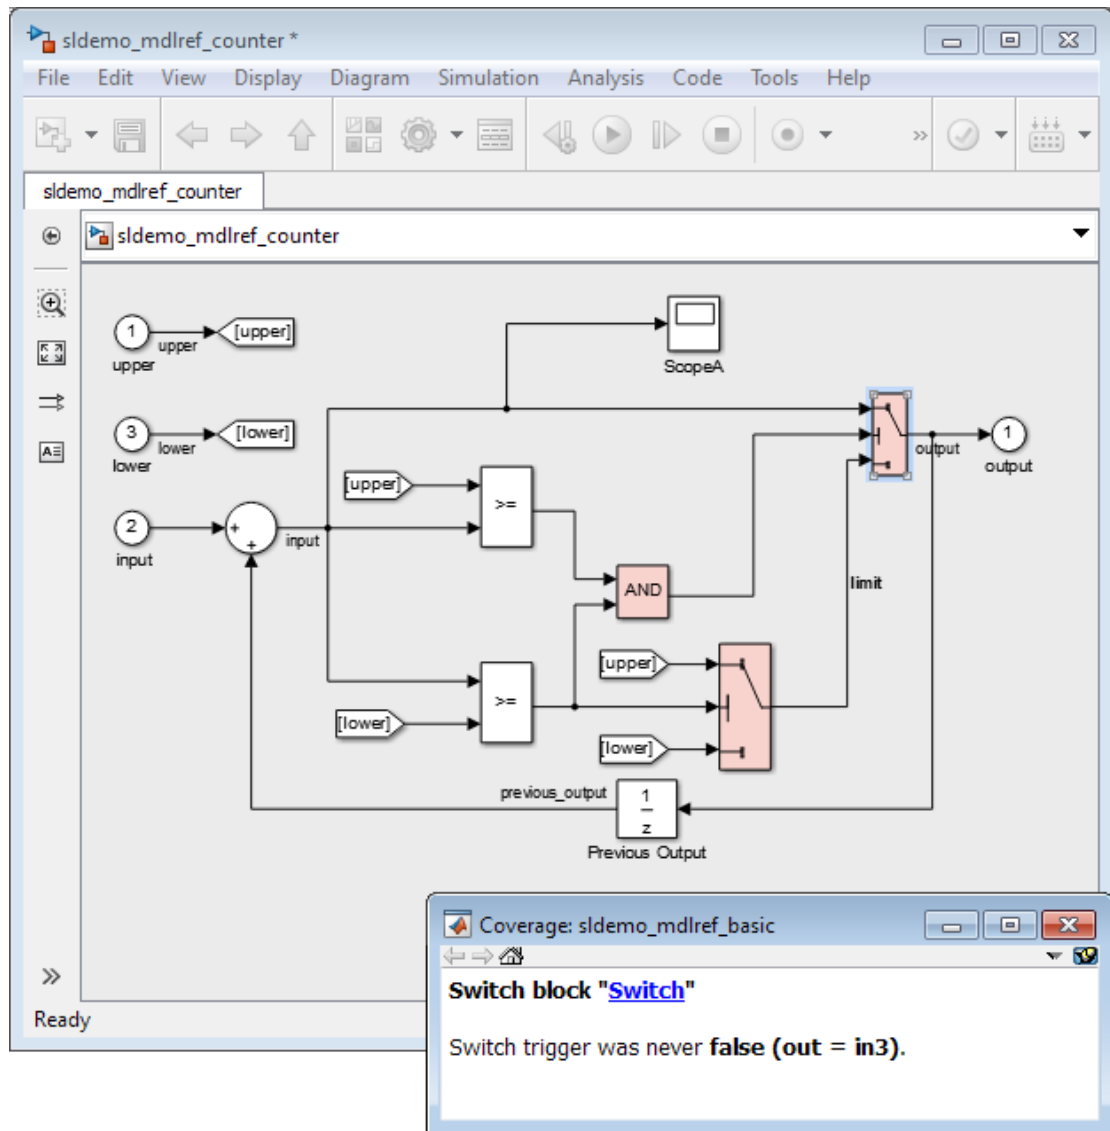 sldemo_mdlref_counter *
File Edit View Display Diagram Simulation Analysis Code Tools Help
sldemo_mdlref_counter
sldemo_mdlref_counter
ScopeA
1
upper
[upper]
upper
3
lower
[lower]
lower
2
input
+
+
input
[upper]
>=
AND
[lower]
>=
[upper]
[lower]
limit
output
1
output
previous_output
1
z
Previous Output
Ready
Coverage: sldemo_mdlref_basic
Switch block "Switch"
Switch trigger was never false (out = in3).